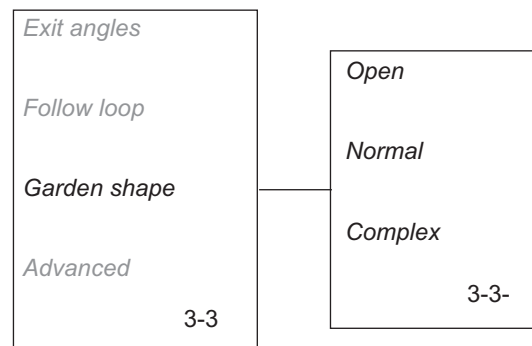 Exit angles
Follow loop
Garden shape
Advanced
3-3
Open
Normal
Complex
3-3-